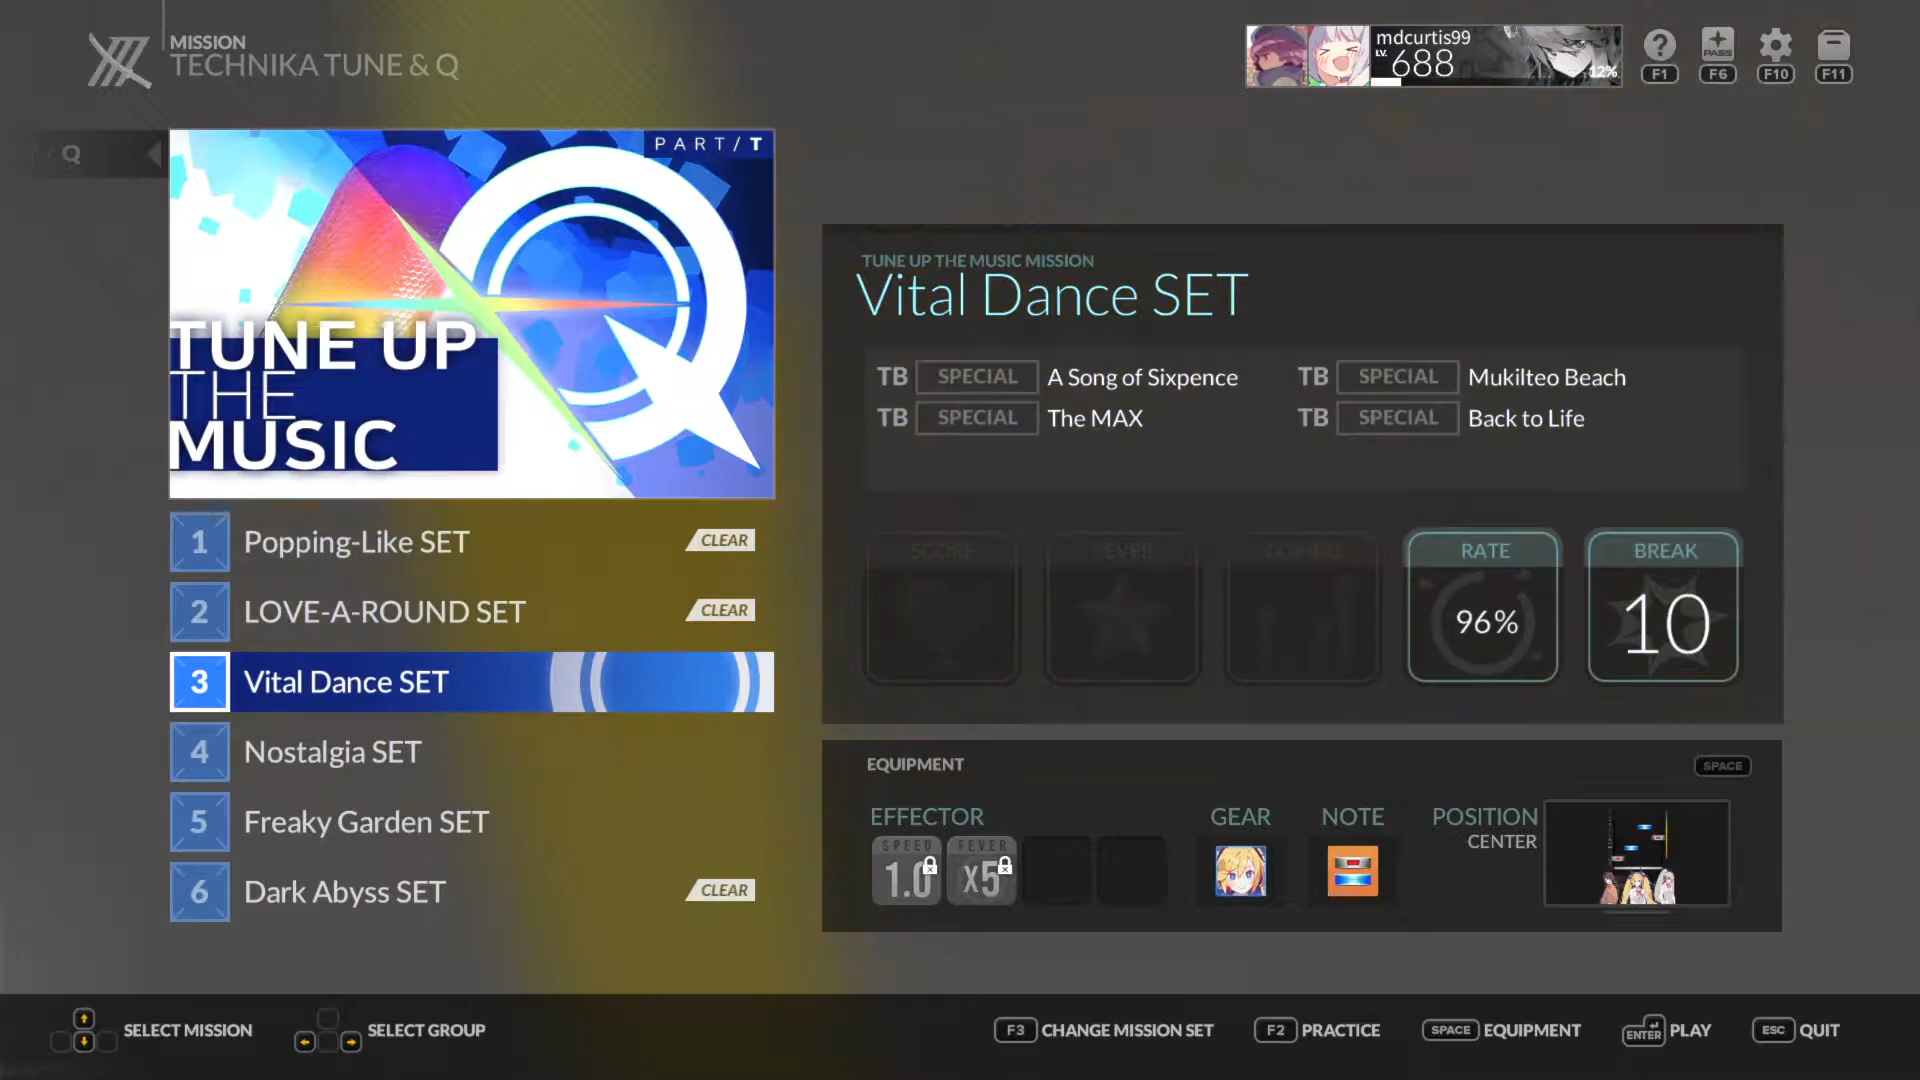 MISSION
TECHNIKA TUNE & Q
mdcurtis99
LV.
688
12%
PASS
F1
F6
F10
F11
Q
PART/T
TUNE UP
THE
MUSIC
1
Popping-Like SET
CLEAR
2
LOVE-A-ROUND SET
CLEAR
3
Vital Dance SET
4
Nostalgia SET
5
Freaky Garden SET
6
Dark Abyss SET
CLEAR
TUNE UP THE MUSIC MISSION
Vital Dance SET
TB SPECIAL A Song of Sixpence
TB SPECIAL Mukilteo Beach
TB SPECIAL The MAX
TB SPECIAL Back to Life
SCORE
FEVER
COMBO
RATE
96%
BREAK
10
EQUIPMENT
SPACE
EFFECTOR
SPEED
1.0
FEVER
X5
GEAR
NOTE
POSITION
CENTER
SELECT MISSION
SELECT GROUP
F3 CHANGE MISSION SET
F2 PRACTICE
SPACE EQUIPMENT
ENTER PLAY
ESC QUIT